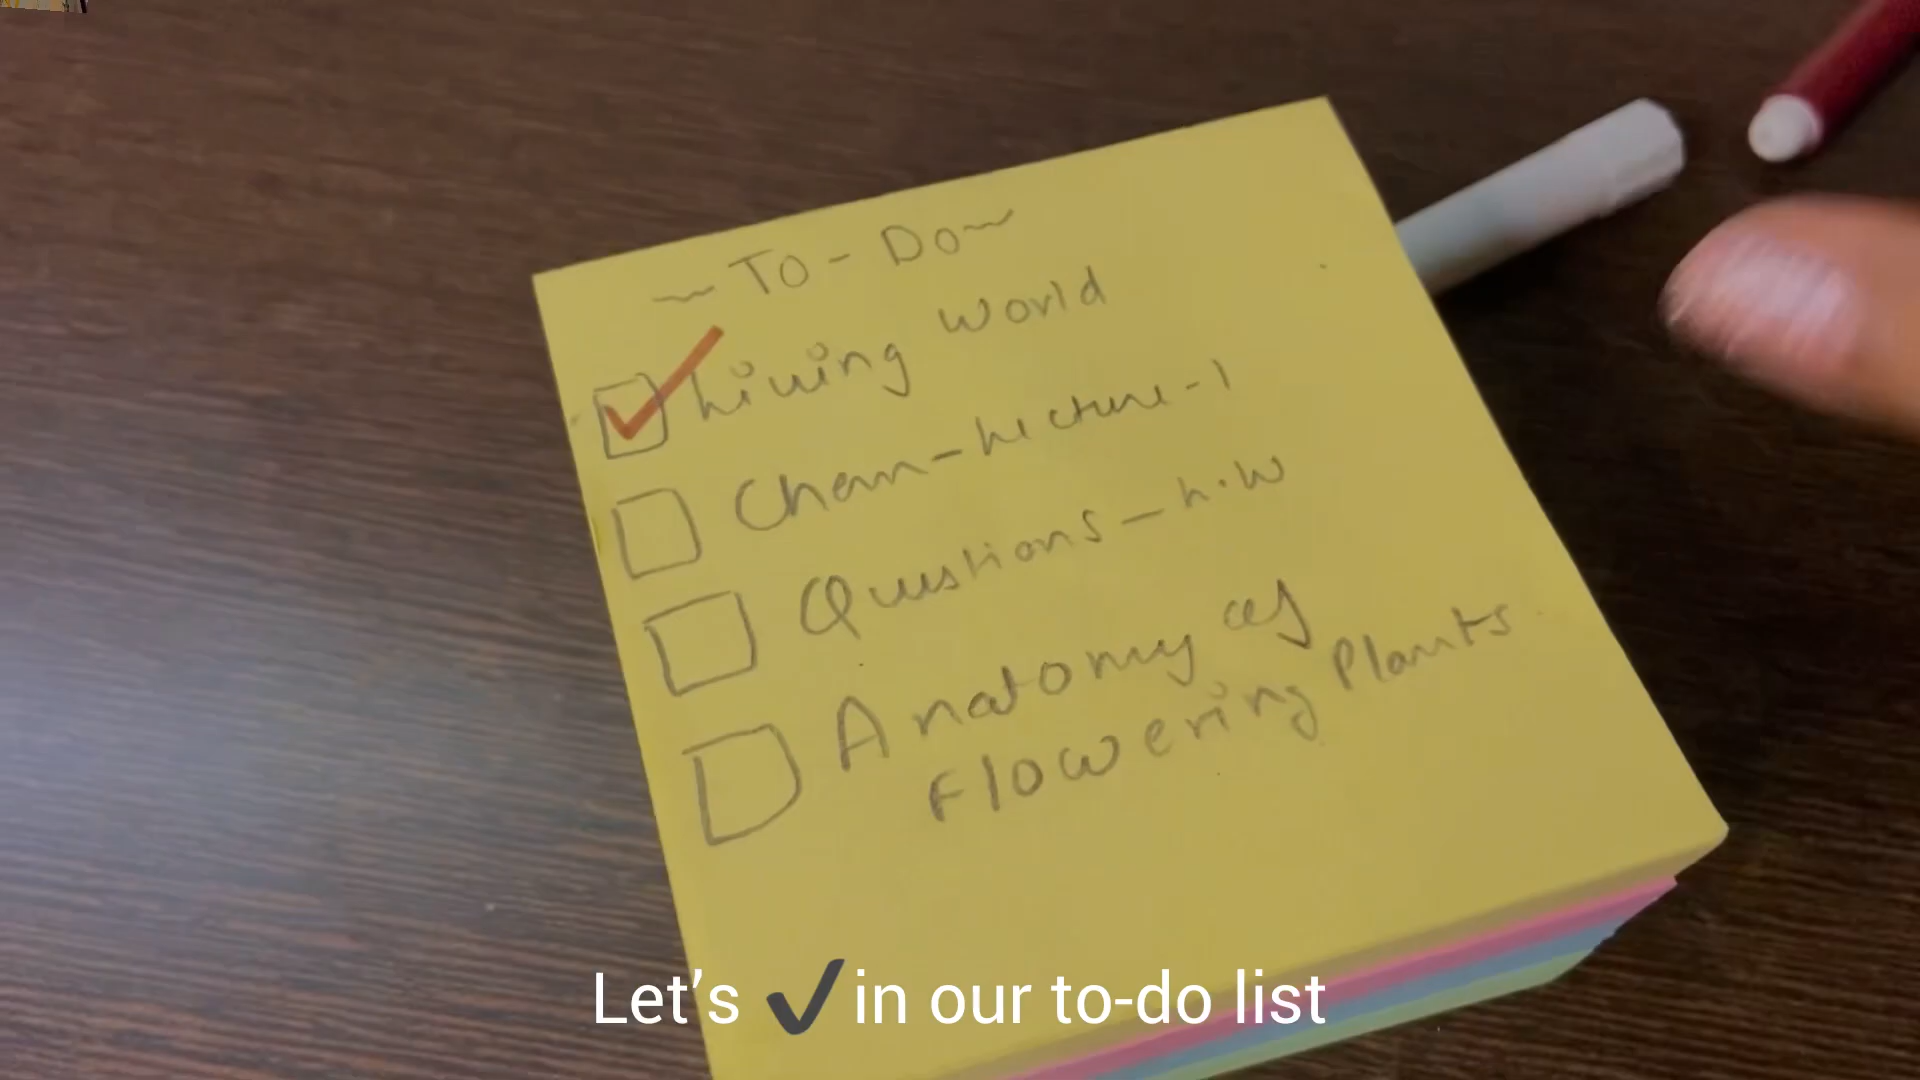 ~ To - Do ~
Living World
Chem - Lecture - 1
Questions - h.w
Anatomy of
Flowering Plants
Let's ✔ in our to-do list